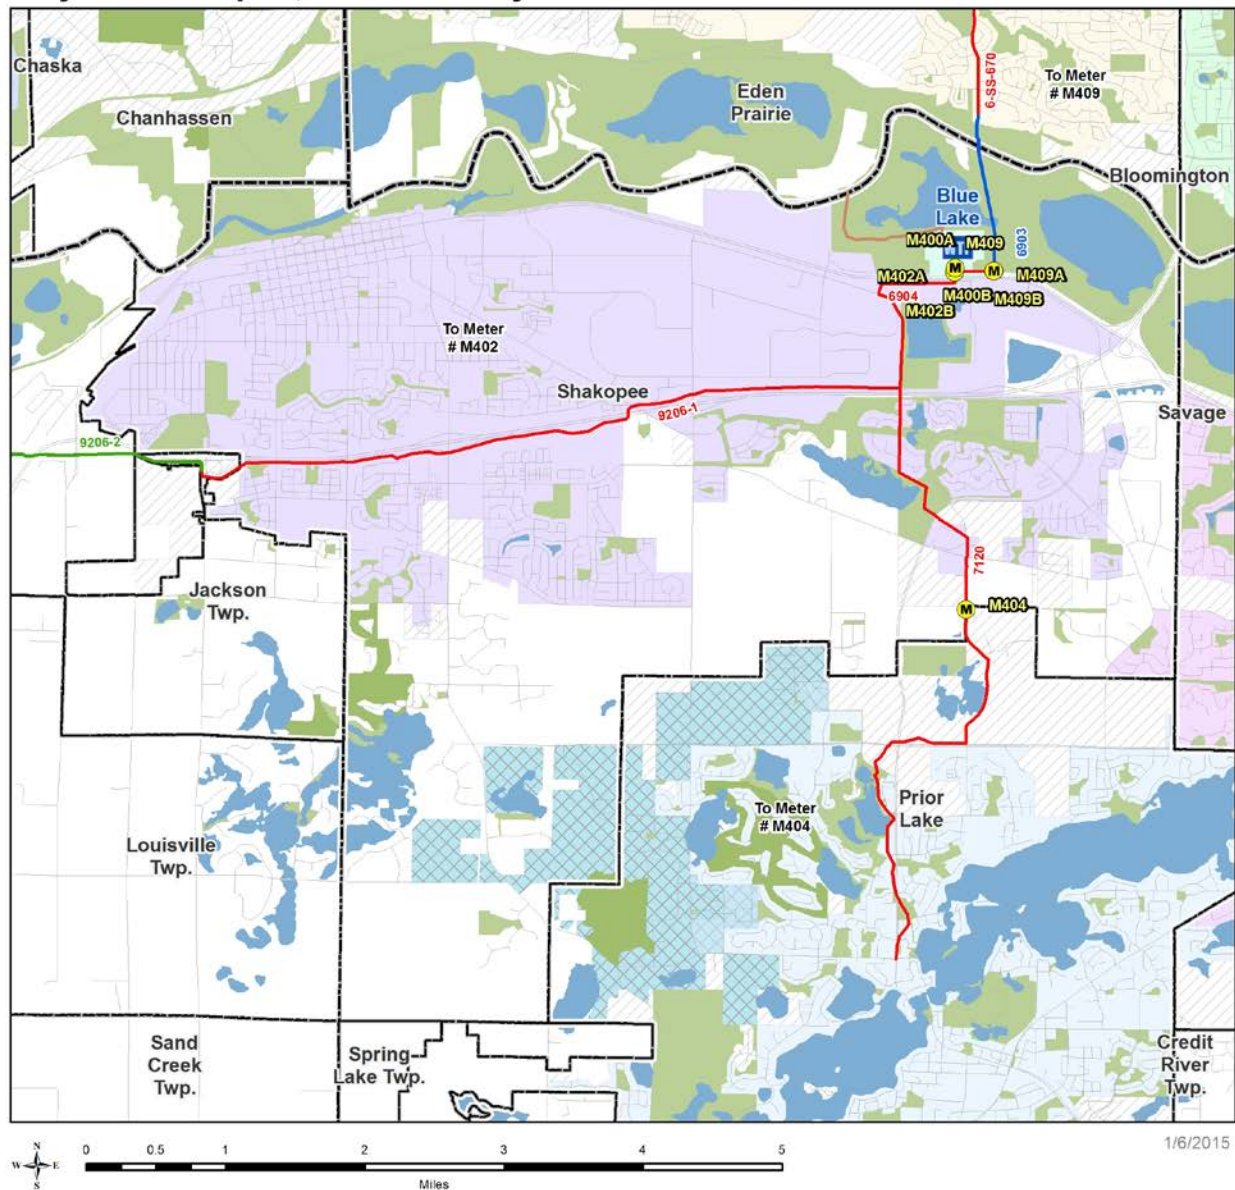 Chaska
Chanhassen
Eden
Prairie
6-SS-670
To Meter
# M409
Bloomington
Blue
Lake
M400A
M409
6903
M402A
M409A
6904
M400B
M409B
M402B
M
M
To Meter
# M402
Shakopee
9206-1
Savage
9206-2
7120
Jackson
Twp.
M
M404
To Meter
# M404
Prior
Lake
Louisville
Twp.
Sand
Creek
Twp.
Spring
Lake Twp.
Credit
River
Twp.
1/6/2015
N
W
E
S
0 0.5 1 2 3 4 5
Miles